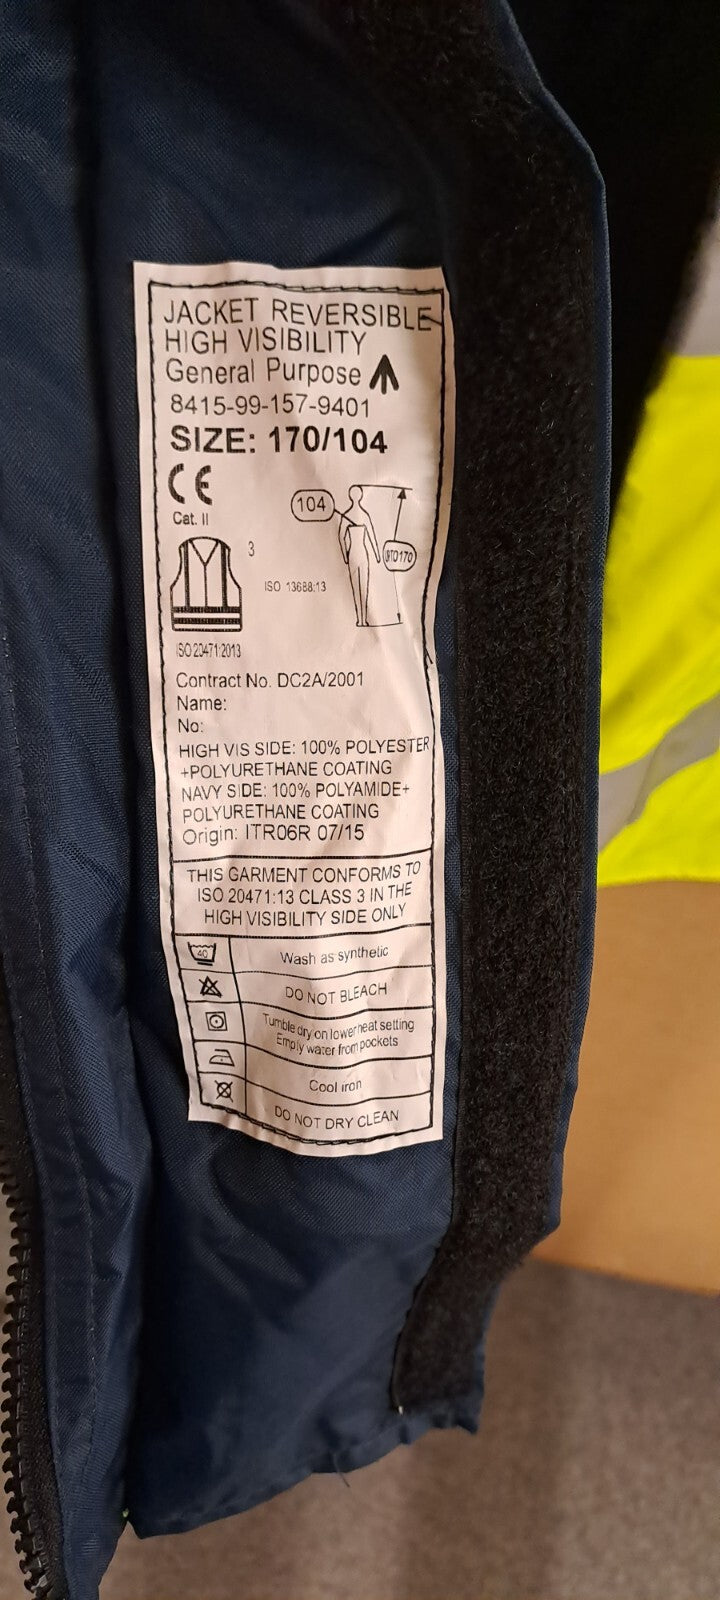 JACKET REVERSIBLE
HIGH VISIBILITY
General Purpose
8415-99-157-9401
SIZE: 170/104
CE
Cat. II
104
170
3
ISO 13688:13
ISO 20471:2013
Contract No. DC2A/2001
Name:
No:
HIGH VIS SIDE: 100% POLYESTER
+POLYURETHANE COATING
NAVY SIDE: 100% POLYAMIDE+
POLYURETHANE COATING
Origin: ITR06R 07/15
THIS GARMENT CONFORMS TO
ISO 20471:13 CLASS 3 IN THE
HIGH VISIBILITY SIDE ONLY
40
Wash as synthetic
DO NOT BLEACH
Tumble dry on lower heat setting
Empty water from pockets
Cool iron
DO NOT DRY CLEAN